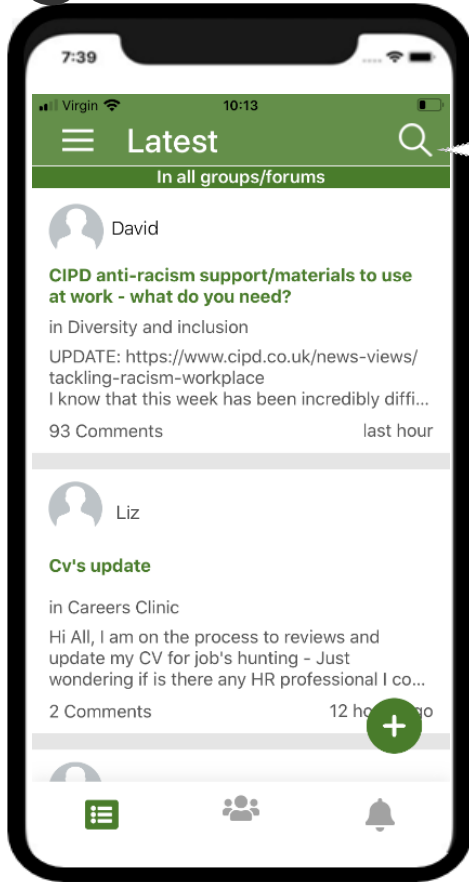 7:39
Virgin
10:13
Latest
In all groups/forums
David
CIPD anti-racism support/materials to use
at work - what do you need?
in Diversity and inclusion
UPDATE: https://www.cipd.co.uk/news-views/
tackling-racism-workplace
I know that this week has been incredibly diffi...
93 Comments
last hour
Liz
Cv's update
in Careers Clinic
Hi All, I am on the process to reviews and
update my CV for job's hunting - Just
wondering if is there any HR professional I co...
2 Comments
12